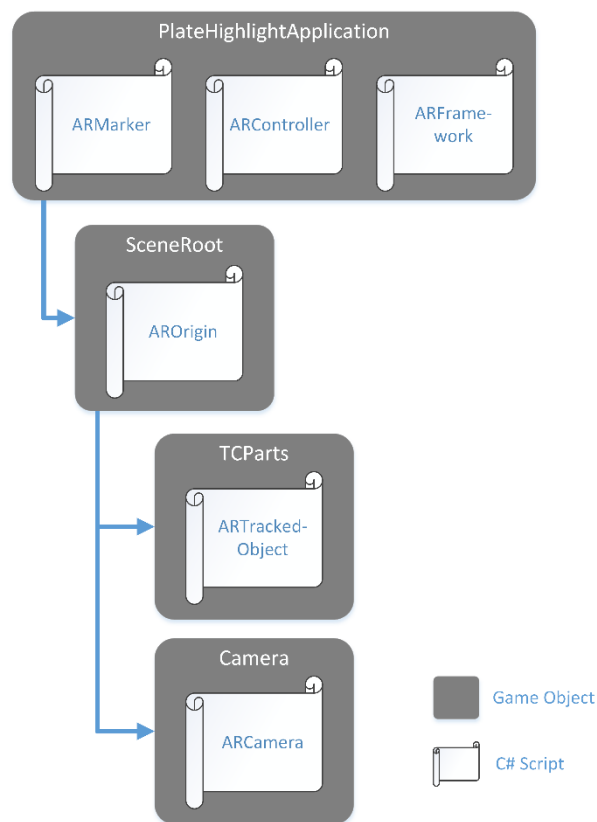 PlateHighlightApplication
ARMarker
ARController
ARFrame-
work
SceneRoot
AROrigin
TCParts
ARTracked-
Object
Camera
ARCamera
Game Object
C# Script